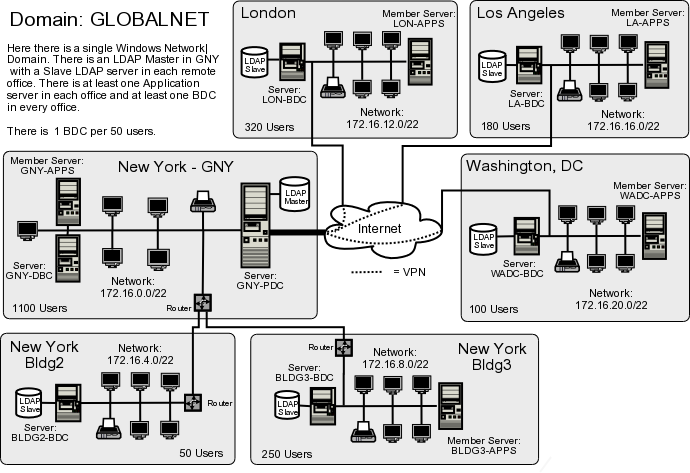 Domain: GLOBALNET
Here there is a single Windows Network|
Domain. There is an LDAP Master in GNY
with a Slave LDAP server in each remote
office. There is at least one Application
server in each office and at least one BDC
in every office.
There is 1 BDC per 50 users.
London
Member Server:
LON-APPS
LDAP
Slave
Server:
LON-BDC
Network:
172.16.12.0/22
320 Users
Los Angeles
Member Server:
LA-APPS
LDAP
Slave
Server:
LA-BDC
Network:
172.16.16.0/22
180 Users
New York - GNY
Member Server:
GNY-APPS
LDAP
Master
Server:
GNY-DBC
Network:
172.16.0.0/22
Server:
GNY-PDC
1100 Users
Router
Internet
= VPN
Washington, DC
Member Server:
WADC-APPS
LDAP
Slave
Server:
WADC-BDC
Network:
172.16.20.0/22
100 Users
New York
Bldg2
Network:
172.16.4.0/22
LDAP
Slave
Router
Server:
BLDG2-BDC
50 Users
Router
Network:
172.16.8.0/22
New York
Bldg3
Server:
BLDG3-BDC
LDAP
Slave
Member Server:
BLDG3-APPS
250 Users